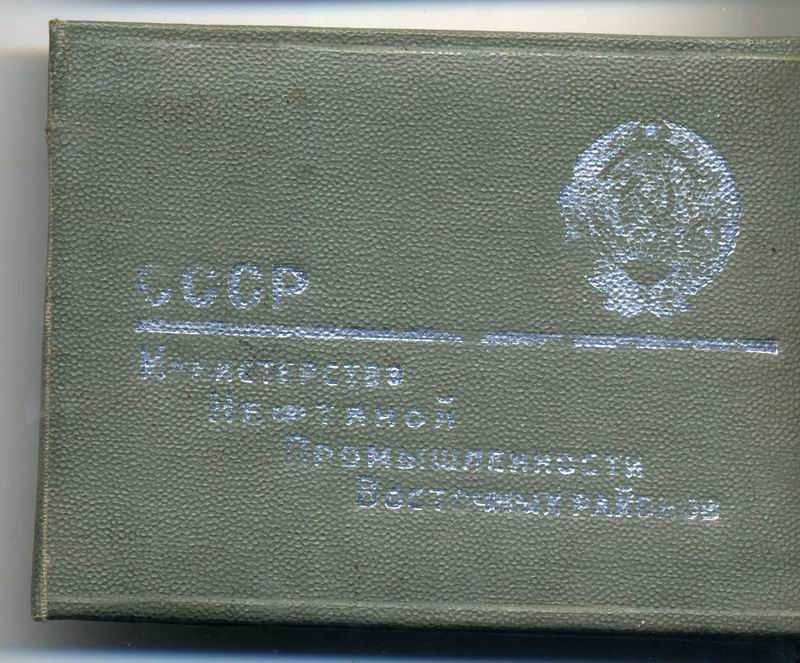 СССР
Министерство
Нефтяной
Промышленности
Восточных районов